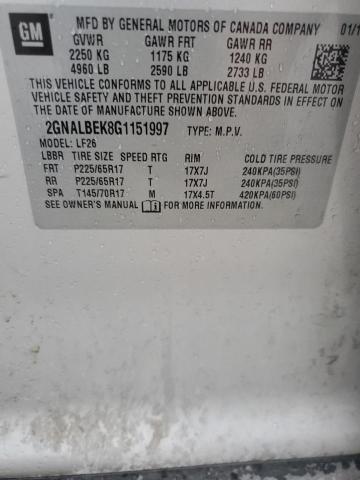 GM
MFD BY GENERAL MOTORS OF CANADA COMPANY 01/1
GVWR GAWR FRT GAWR RR
2250 KG 1175 KG 1240 KG
4960 LB 2590 LB 2733 LB
THIS VEHICLE CONFORMS TO ALL APPLICABLE U.S. FEDERAL MOTOR
VEHICLE SAFETY AND THEFT PREVENTION STANDARDS IN EFFECT ON
THE DATE OF MANUFACTURE SHOWN ABOVE.
2GNALBEK8G1151997 TYPE: M.P.V.
MODEL: LF26
LBBR TIRE SIZE SPEED RTG RIM COLD TIRE PRESSURE
FRT P225/65R17 T 17X7J 240KPA(35PSI)
RR P225/65R17 T 17X7J 240KPA(35PSI)
SPA T145/70R17 M 17X4.5T 420KPA(60PSI)
SEE OWNER'S MANUAL FOR MORE INFORMATION.